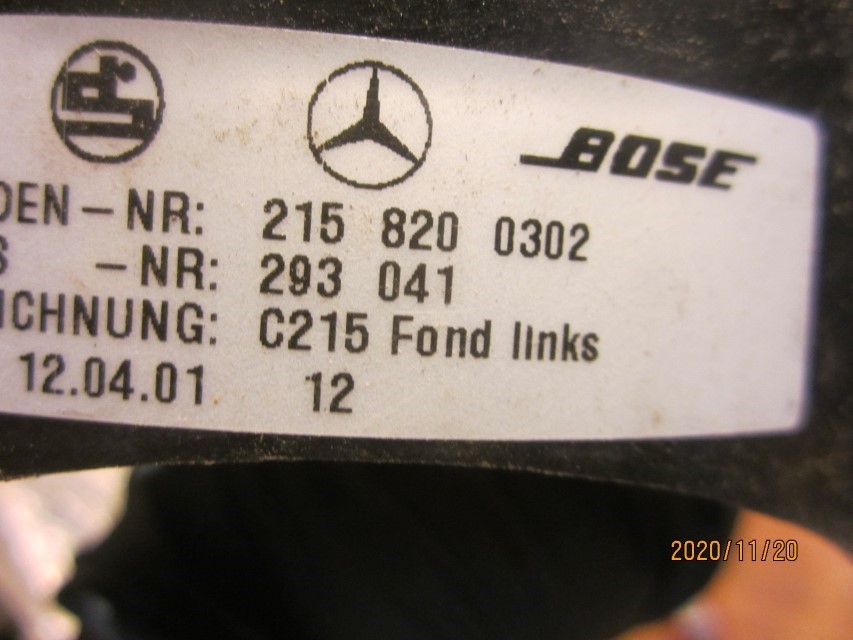 BOSE
DEN-NR: 215 820 0302
S -NR: 293 041
ICHNUNG: C215 Fond links
12.04.01 12
2020/11/20